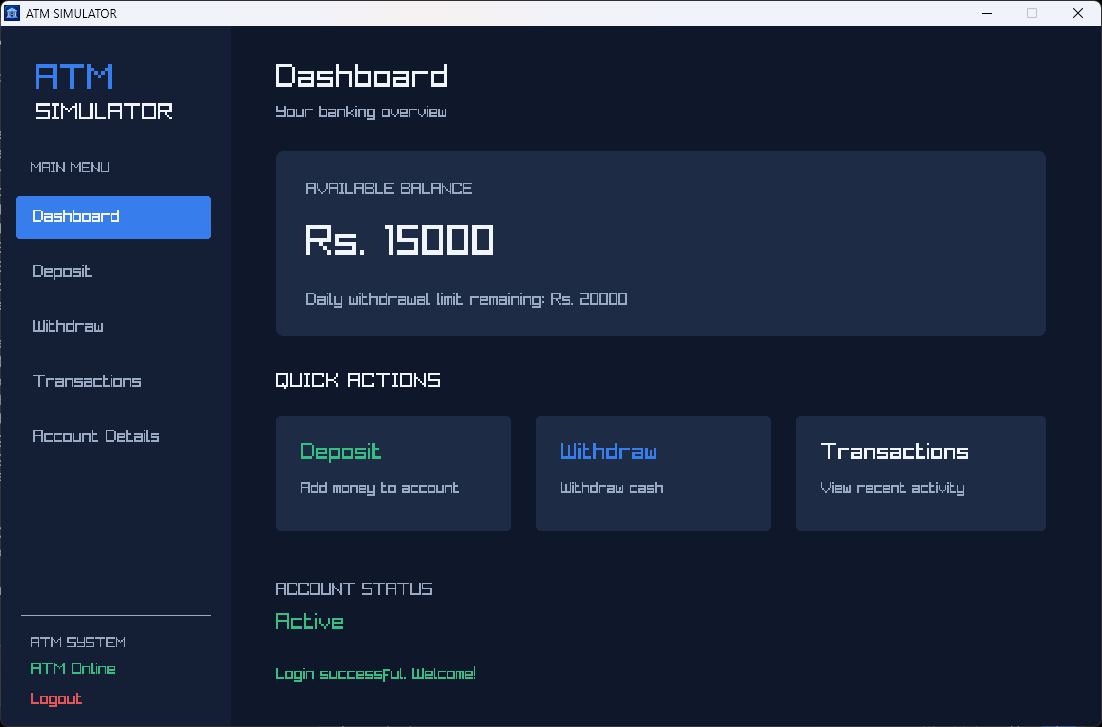 ATM SIMULATOR
ATM
SIMULATOR
MAIN MENU
Dashboard
Deposit
Withdraw
Transactions
Account Details
ATM SYSTEM
ATM Online
Logout
Dashboard
Your banking overview
AVAILABLE BALANCE
Rs. 15000
Daily withdrawal limit remaining: Rs. 20000
QUICK ACTIONS
Deposit
Add money to account
Withdraw
Withdraw cash
Transactions
View recent activity
ACCOUNT STATUS
Active
Login successful. Welcome!